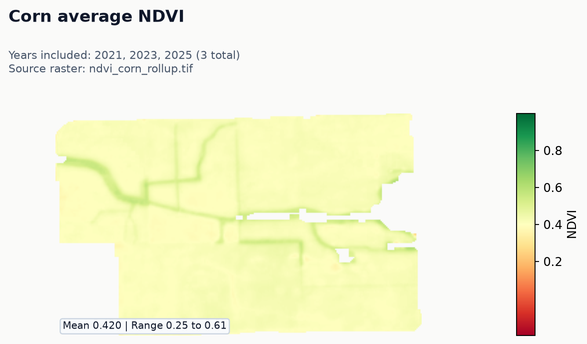 Corn average NDVI
Years included: 2021, 2023, 2025 (3 total)
Source raster: ndvi_corn_rollup.tif
0.8
0.6
0.4
0.2
NDVI
Mean 0.420 | Range 0.25 to 0.61